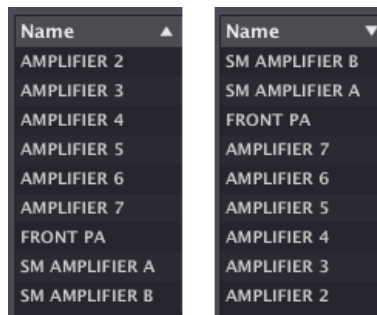 Name ▲
AMPLIFIER 2
AMPLIFIER 3
AMPLIFIER 4
AMPLIFIER 5
AMPLIFIER 6
AMPLIFIER 7
FRONT PA
SM AMPLIFIER A
SM AMPLIFIER B
Name ▼
SM AMPLIFIER B
SM AMPLIFIER A
FRONT PA
AMPLIFIER 7
AMPLIFIER 6
AMPLIFIER 5
AMPLIFIER 4
AMPLIFIER 3
AMPLIFIER 2